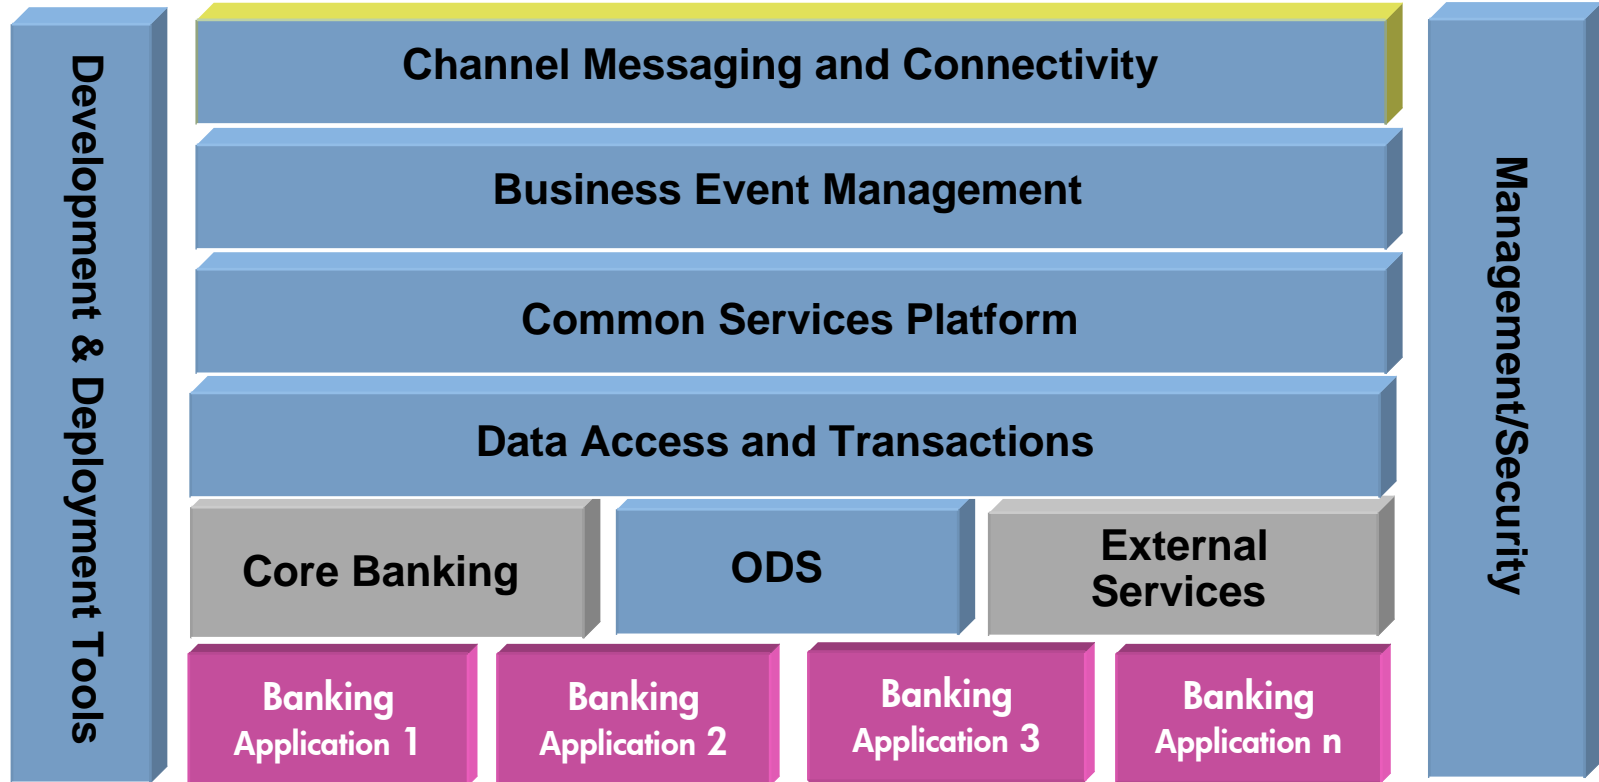 Development & Deployment Tools
Channel Messaging and Connectivity
Business Event Management
Common Services Platform
Data Access and Transactions
Core Banking
ODS
External
Services
Banking
Application 1
Banking
Application 2
Banking
Application 3
Banking
Application n
Management/Security